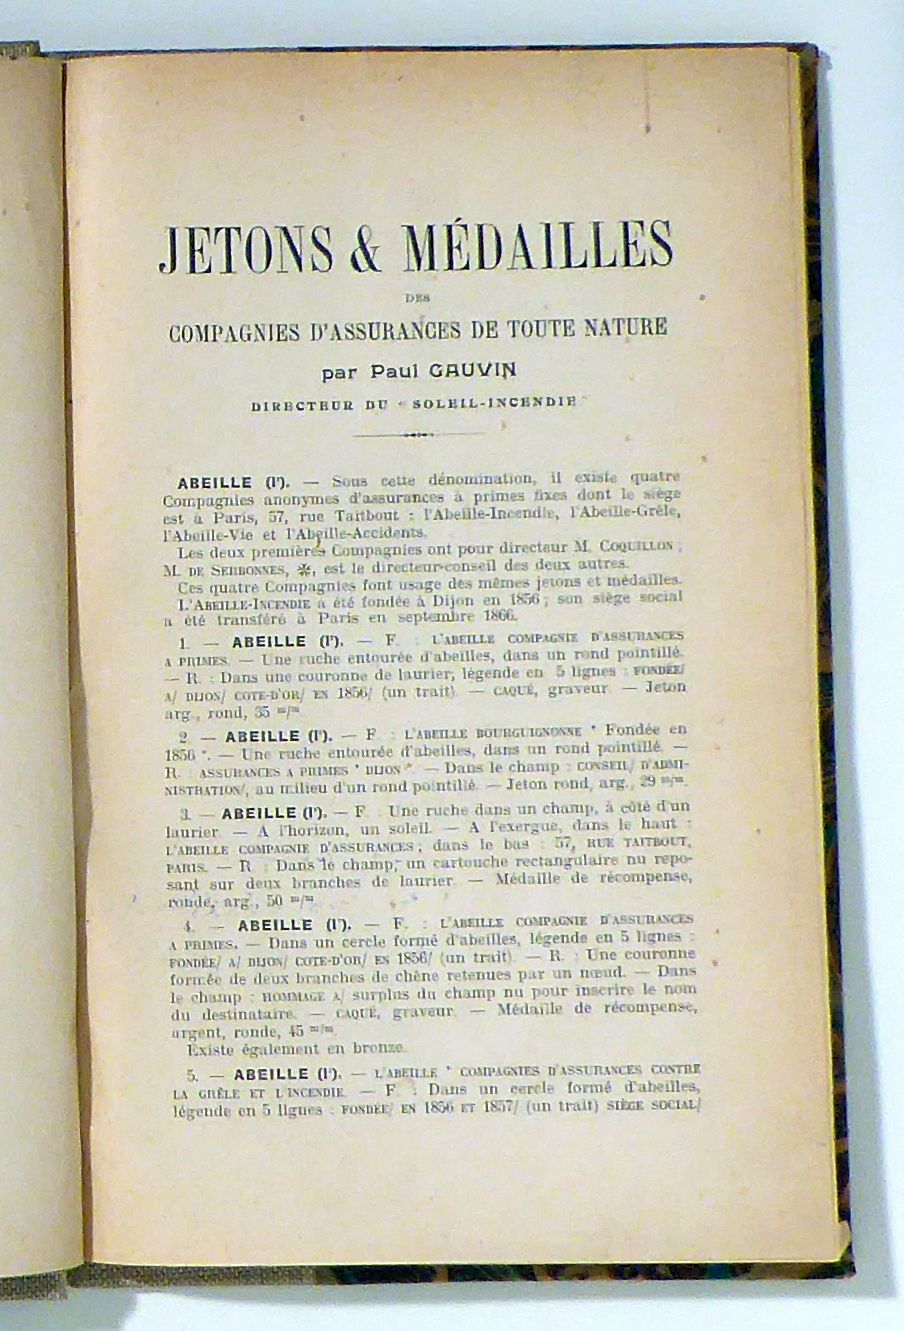 JETONS & MÉDAILLES
DES
COMPAGNIES D'ASSURANCES DE TOUTE NATURE
par Paul GAUVIN
DIRECTEUR DU "SOLEIL-INCENDIE"
ABEILLE (l'). — Sous cette dénomination, il existe quatre
Compagnies anonymes d'assurances à primes fixes dont le siège
est à Paris, 57, rue Taitbout : l'Abeille-Incendie, l'Abeille-Grêle,
l'Abeille-Vie et l'Abeille-Accidents.
Les deux premières Compagnies ont pour directeur M. COQUILLON ;
M. DE SERBONNES, ✻, est le directeur-conseil des deux autres.
Ces quatre Compagnies font usage des mêmes jetons et médailles.
L'ABEILLE-INCENDIE a été fondée à Dijon en 1856 ; son siège social
a été transféré à Paris en septembre 1866.
1. — ABEILLE (l'). — F. : L'ABEILLE COMPAGNIE D'ASSURANCES
A PRIMES. — Une ruche entourée d'abeilles, dans un rond pointillé.
— R. : Dans une couronne de laurier, légende en 5 lignes : FONDÉE/
A/ DIJON/ COTE-D'OR/ EN 1856/ (un trait). — CAQUÉ, graveur. — Jeton
arg., rond, 35 m/m.
2. — ABEILLE (l'). — F. : L'ABEILLE BOURGUIGNONNE * Fondée en
1856 *. — Une ruche entourée d'abeilles, dans un rond pointillé. —
R. : ASSURANCES A PRIMES * DIJON *. — Dans le champ : CONSEIL/ D'ADMI-
NISTRATION/, au milieu d'un rond pointillé. — Jeton rond, arg., 29 m/m.
3. — ABEILLE (l'). — F. : Une ruche dans un champ, à côté d'un
laurier. — A l'horizon, un soleil. — A l'exergue, dans le haut :
L'ABEILLE COMPAGNIE D'ASSURANCES ; dans le bas : 57, RUE TAITBOUT,
PARIS. — R. : Dans le champ, un cartouche rectangulaire nu repo-
sant sur deux branches de laurier. — Médaille de récompense,
ronde, arg., 50 m/m.
4. — ABEILLE (l'). — F. : L'ABEILLE COMPAGNIE D'ASSURANCES
A PRIMES. — Dans un cercle formé d'abeilles, légende en 5 lignes :
FONDÉE/ A/ DIJON/ COTE-D'OR/ EN 1856/ (un trait). — R. : Une couronne
formée de deux branches de chêne retenues par un nœud. — Dans
le champ : HOMMAGE A/ surplus du champ nu pour inscrire le nom
du destinataire. — CAQUÉ, graveur. — Médaille de récompense,
argent, ronde, 45 m/m.
Existe également en bronze.
5. — ABEILLE (l'). — L'ABEILLE * COMPAGNIES D'ASSURANCES CONTRE
LA GRÊLE ET L'INCENDIE. — F. : Dans un cercle formé d'abeilles,
légende en 5 lignes : FONDÉE/ EN 1856 ET 1857/ (un trait) SIÈGE SOCIAL/